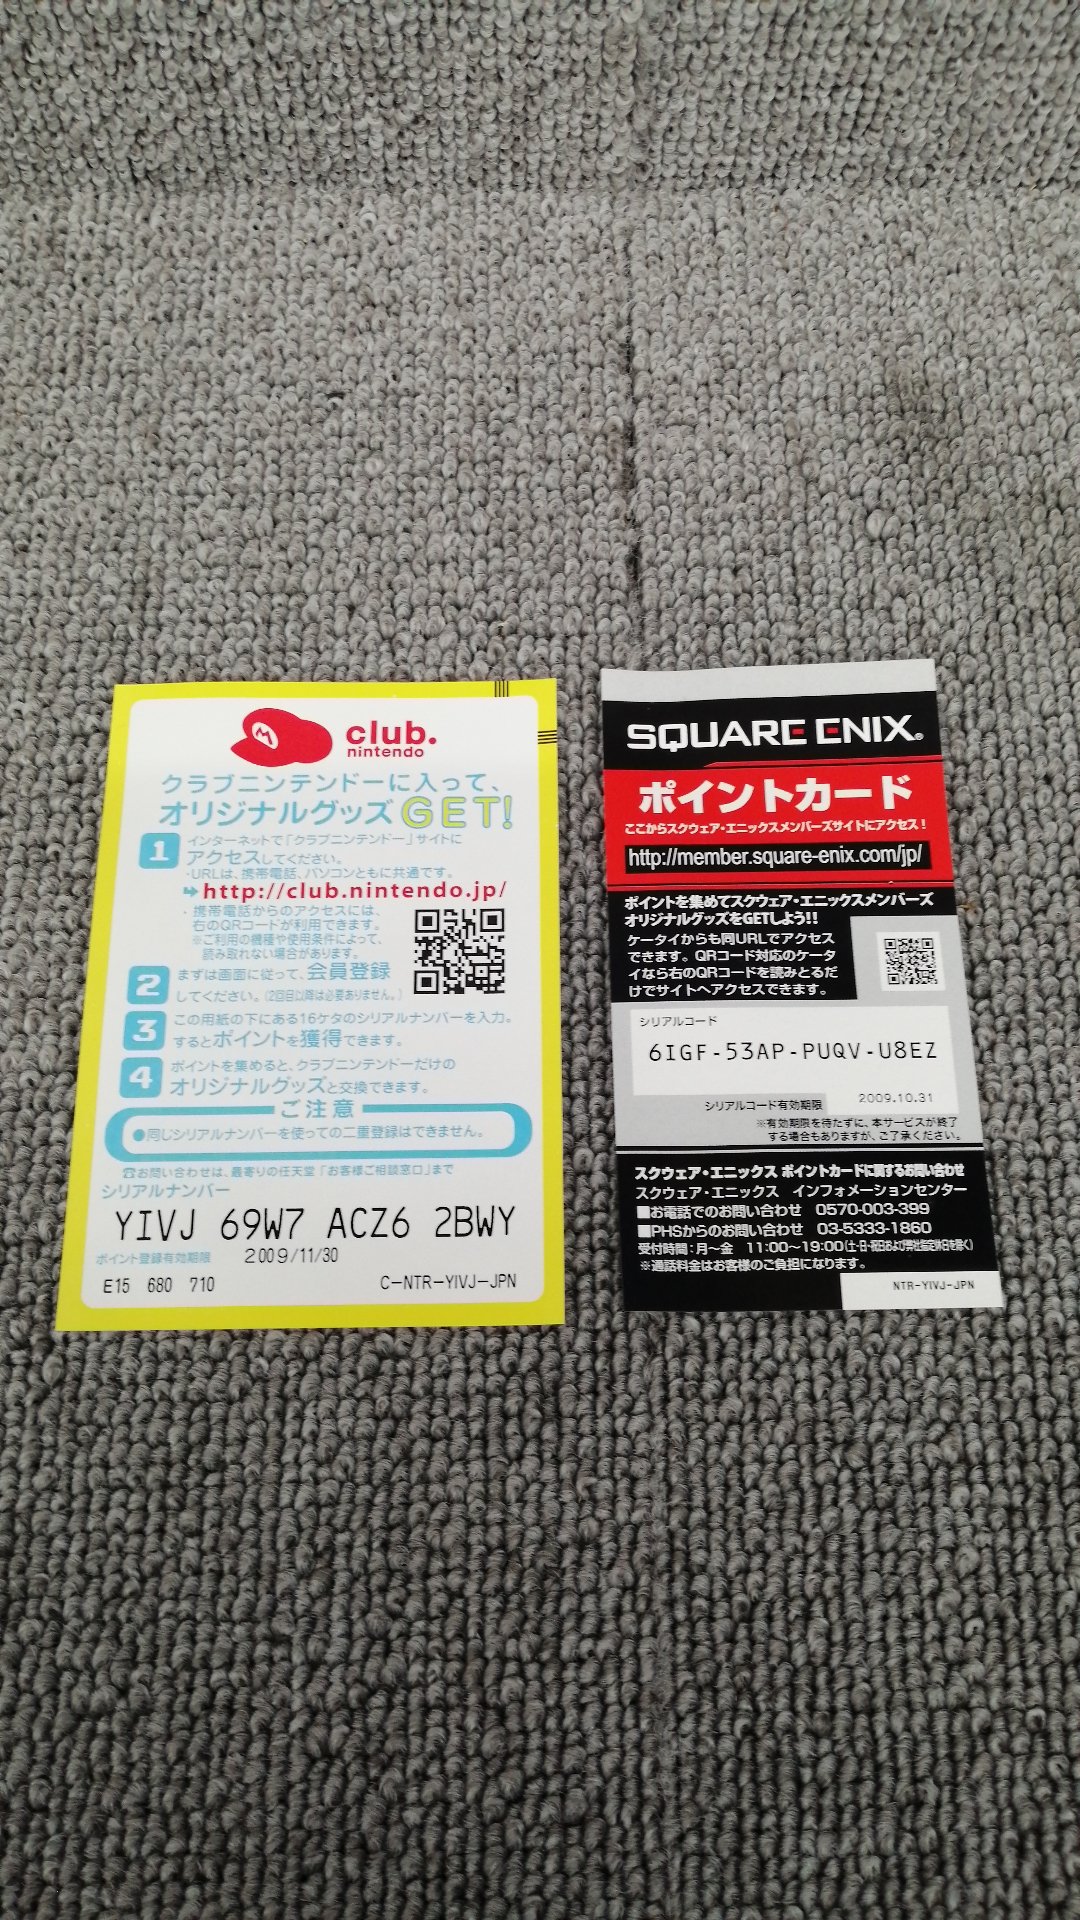 club.
nintendo
クラブニンテンドーに入って、
オリジナルグッズGET!
1
インターネットで「クラブニンテンドー」サイトに
アクセスしてください。
・URLは、携帯電話、パソコンともに共通です。
➡http://club.nintendo.jp/
・携帯電話からのアクセスには、
右のQRコードが利用できます。
※ご利用の機種や使用条件によって、
読み取れない場合があります。
2
まずは画面に従って、会員登録
してください。(2回目以降は必要ありません。)
3
この用紙の下にある16ケタのシリアルナンバーを入力。
するとポイントを獲得できます。
4
ポイントを集めると、クラブニンテンドーだけの
オリジナルグッズと交換できます。
ご注意
●同じシリアルナンバーを使っての二重登録はできません。
☎お問い合わせは、最寄りの任天堂「お客様ご相談窓口」まで
シリアルナンバー
YIVJ 69W7 ACZ6 2BWY
ポイント登録有効期限 2009/11/30
E15 680 710 C-NTR-YIVJ-JPN
SQUARE ENIX®
ポイントカード
ここからスクウェア・エニックスメンバーズサイトにアクセス!
http://member.square-enix.com/jp/
ポイントを集めてスクウェア・エニックスメンバーズ
オリジナルグッズをGETしよう!!
ケータイからも同URLでアクセス
できます。QRコード対応のケータ
イなら右のQRコードを読みとるだ
けでサイトへアクセスできます。
シリアルコード
6IGF-53AP-PUQV-U8EZ
シリアルコード有効期限 2009.10.31
※有効期限を待たずに、本サービスが終了
する場合もありますが、ご了承ください。
スクウェア・エニックス ポイントカードに関するお問い合わせ
スクウェア・エニックス インフォメーションセンター
■お電話でのお問い合わせ 0570-003-399
■PHSからのお問い合わせ 03-5333-1860
受付時間:月~金 11:00~19:00(土・日・祝日および弊社指定休日を除く)
※通話料金はお客様のご負担になります。
NTR-YIVJ-JPN